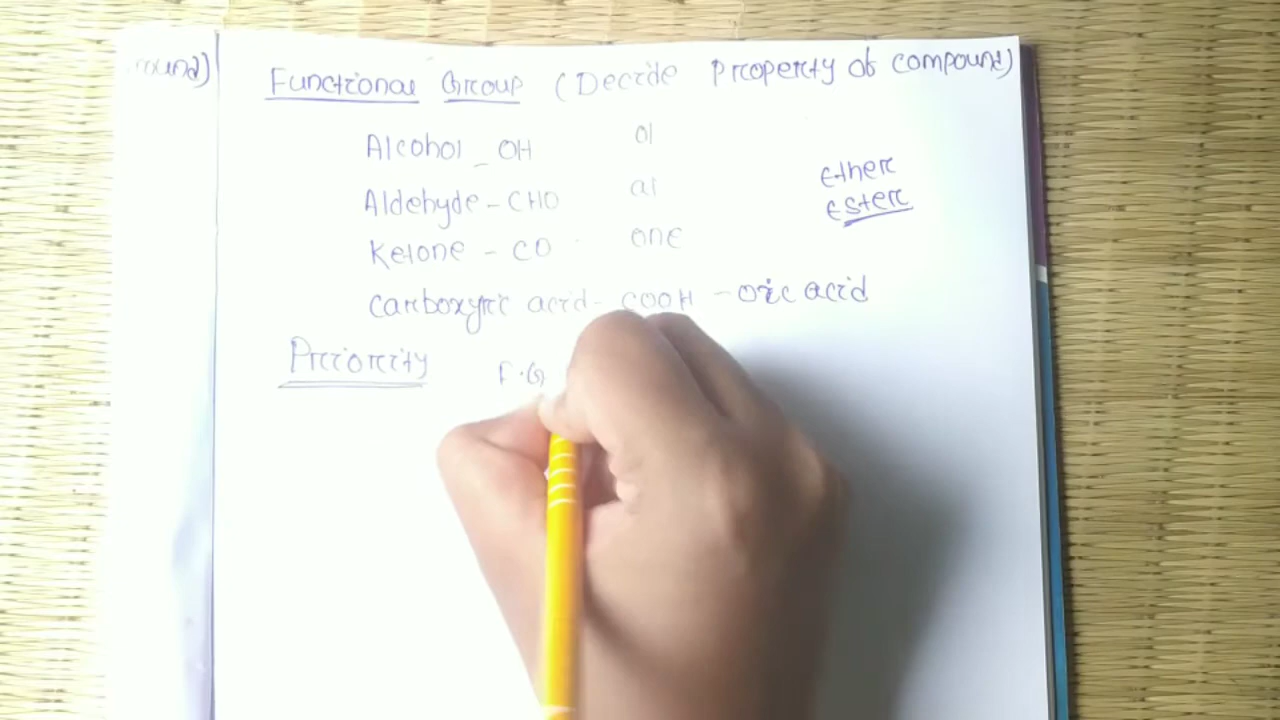 round)
Functional Group (Decide Property of compound)
Alcohol - OH ol
Aldehyde - CHO al
Ketone - CO one
Carboxylic acid - COOH - oic acid
Ether
Ester
Priority F.G